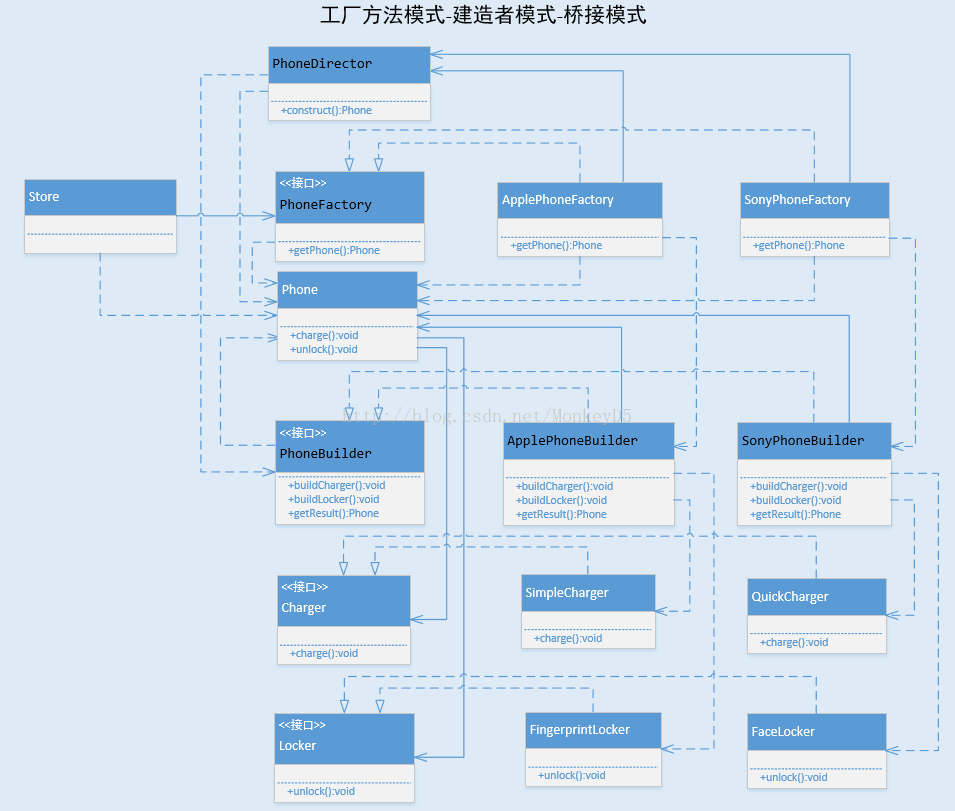 工厂方法模式-建造者模式-桥接模式
PhoneDirector
+construct():Phone
Store
<<接口>>
PhoneFactory
+getPhone():Phone
ApplePhoneFactory
+getPhone():Phone
SonyPhoneFactory
+getPhone():Phone
Phone
+charge():void
+unlock():void
http://blog.csdn.net/MonkeyD5
<<接口>>
PhoneBuilder
+buildCharger():void
+buildLocker():void
+getResult():Phone
ApplePhoneBuilder
+buildCharger():void
+buildLocker():void
+getResult():Phone
SonyPhoneBuilder
+buildCharger():void
+buildLocker():void
+getResult():Phone
<<接口>>
Charger
+charge():void
SimpleCharger
+charge():void
QuickCharger
+charge():void
<<接口>>
Locker
+unlock():void
FingerprintLocker
+unlock():void
FaceLocker
+unlock():void